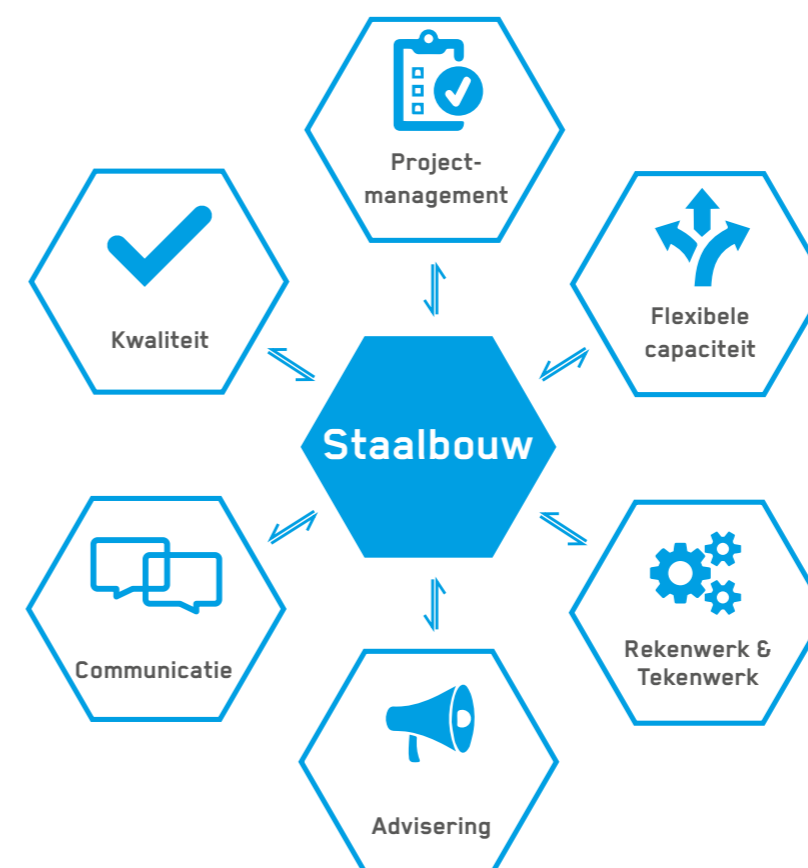 Project-
management
Kwaliteit
Flexibele
capaciteit
Staalbouw
Communicatie
Rekenwerk &
Tekenwerk
Advisering